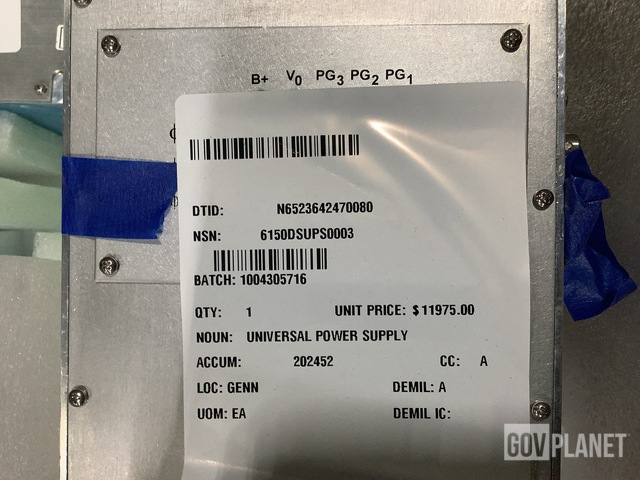 B+ V0 PG3 PG2 PG1
DTID: N6523642470080
NSN: 6150DSUPS0003
BATCH: 1004305716
QTY: 1 UNIT PRICE: $ 11975.00
NOUN: UNIVERSAL POWER SUPPLY
ACCUM: 202452 CC: A
LOC: GENN DEMIL: A
UOM: EA DEMIL IC:
GOVPLANET